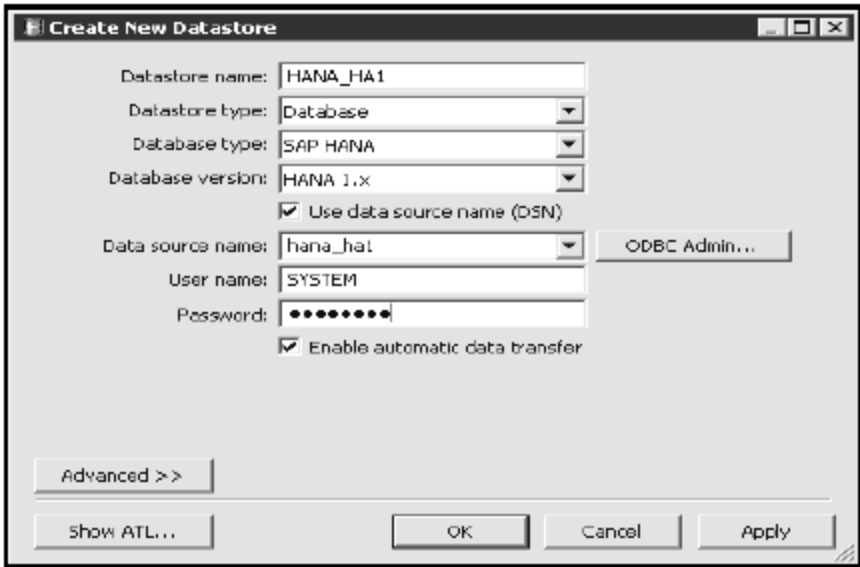 Create New Datastore
Datastore name: HANA_HA1
Datastore type: Database
Database type: SAP HANA
Database version: HANA 1.x
Use data source name (DSN)
Data source name: hana_ha1 ODBC Admin...
User name: SYSTEM
Password: ●●●●●●●●
Enable automatic data transfer
Advanced >>
Show ATL... OK Cancel Apply